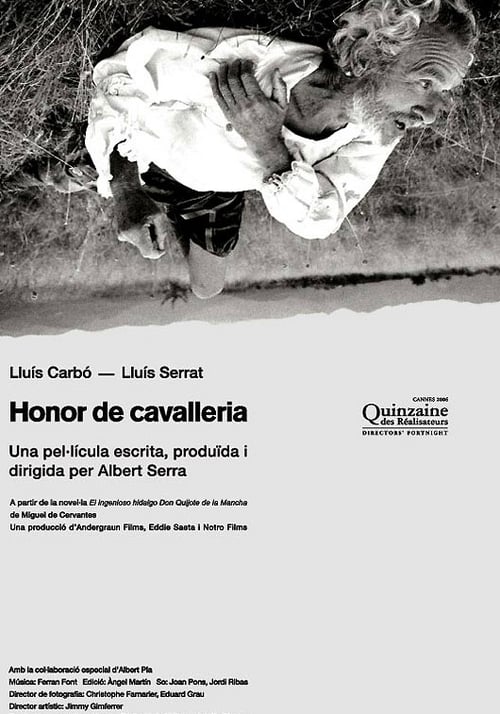 Lluís Carbó — Lluís Serrat
Honor de cavalleria
CANNES 2006
Quinzaine
des Réalisateurs
DIRECTORS' FORTNIGHT
Una pel·lícula escrita, produïda i
dirigida per Albert Serra
A partir de la novel·la El ingenioso hidalgo Don Quijote de la Mancha
de Miguel de Cervantes
Una producció d'Andergraun Films, Eddie Saeta i Notro Films
Amb la col·laboració especial d'Albert Pla
Música: Ferran Font Edició: Àngel Martín So: Joan Pons, Jordi Ribas
Director de fotografia: Christophe Farnarier, Eduard Grau
Director artístic: Jimmy Gimferrer